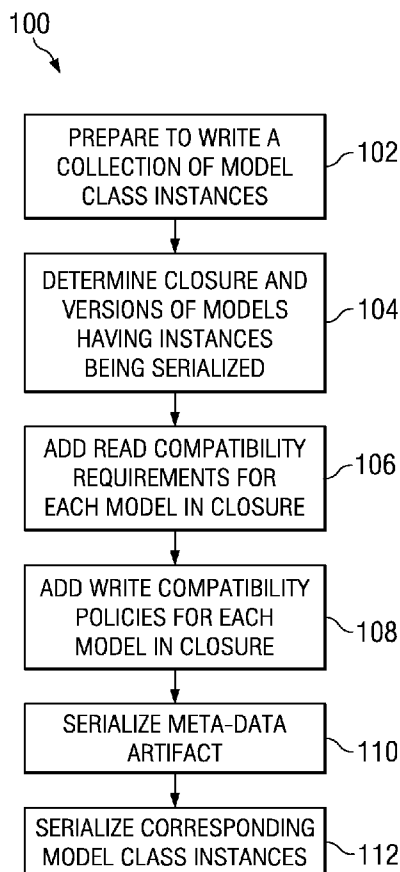 100
PREPARE TO WRITE A
COLLECTION OF MODEL
CLASS INSTANCES
102
DETERMINE CLOSURE AND
VERSIONS OF MODELS
HAVING INSTANCES
BEING SERIALIZED
104
ADD READ COMPATIBILITY
REQUIREMENTS FOR
EACH MODEL IN CLOSURE
106
ADD WRITE COMPATIBILITY
POLICIES FOR EACH
MODEL IN CLOSURE
108
SERIALIZE META-DATA
ARTIFACT
110
SERIALIZE CORRESPONDING
MODEL CLASS INSTANCES
112